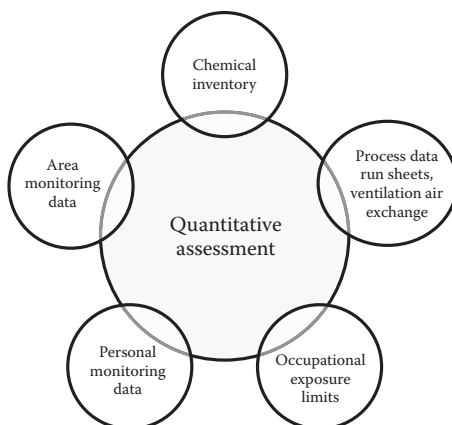 Chemical
inventory
Area
monitoring
data
Process data
run sheets,
ventilation air
exchange
Quantitative
assessment
Personal
monitoring
data
Occupational
exposure
limits